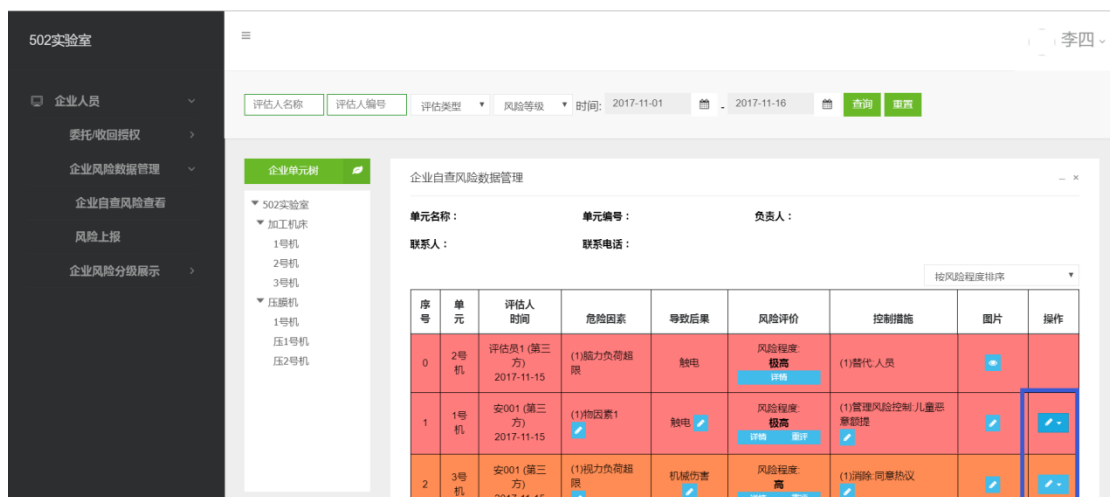 502实验室
李四
企业人员
委托/收回授权
企业风险数据管理
企业自查风险查看
风险上报
企业风险分级展示
评估人名称 评估人编号 评估类型 风险等级 时间: 2017-11-01 - 2017-11-16 查询 重置
企业单元树
502实验室
加工机床
1号机
2号机
3号机
压膜机
1号机
压1号机
压2号机
企业自查风险数据管理
单元名称： 单元编号： 负责人：
联系人： 联系电话：
按风险程度排序
序号 单元 评估人时间 危险因素 导致后果 风险评价 控制措施 图片 操作
0 2号机 评估员1 (第三方) 2017-11-15 (1)脑力负荷超限 触电 风险程度: 极高 详情 (1)替代:人员
1 1号机 安001 (第三方) 2017-11-15 (1)物因素1 触电 风险程度: 极高 详情 重评 (1)管理风险控制:儿童恶意额提
2 3号机 安001 (第三方) 2017-11-15 (1)视力负荷超限 机械伤害 风险程度: 高 详情 重评 (1)消除:同意热议